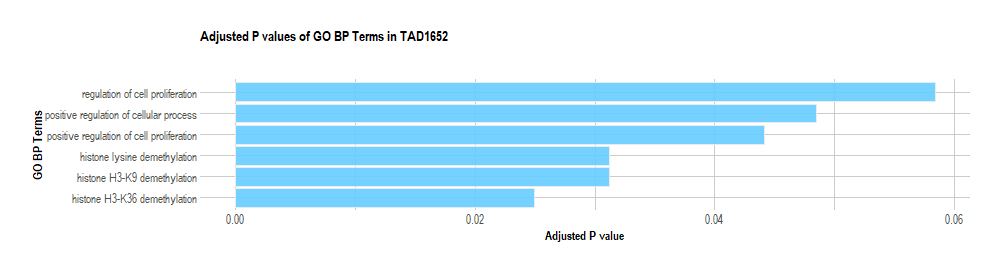 Adjusted P values of GO BP Terms in TAD1652
GO BP Terms
regulation of cell proliferation
positive regulation of cellular process
positive regulation of cell proliferation
histone lysine demethylation
histone H3-K9 demethylation
histone H3-K36 demethylation
0.00 0.02 0.04 0.06
Adjusted P value